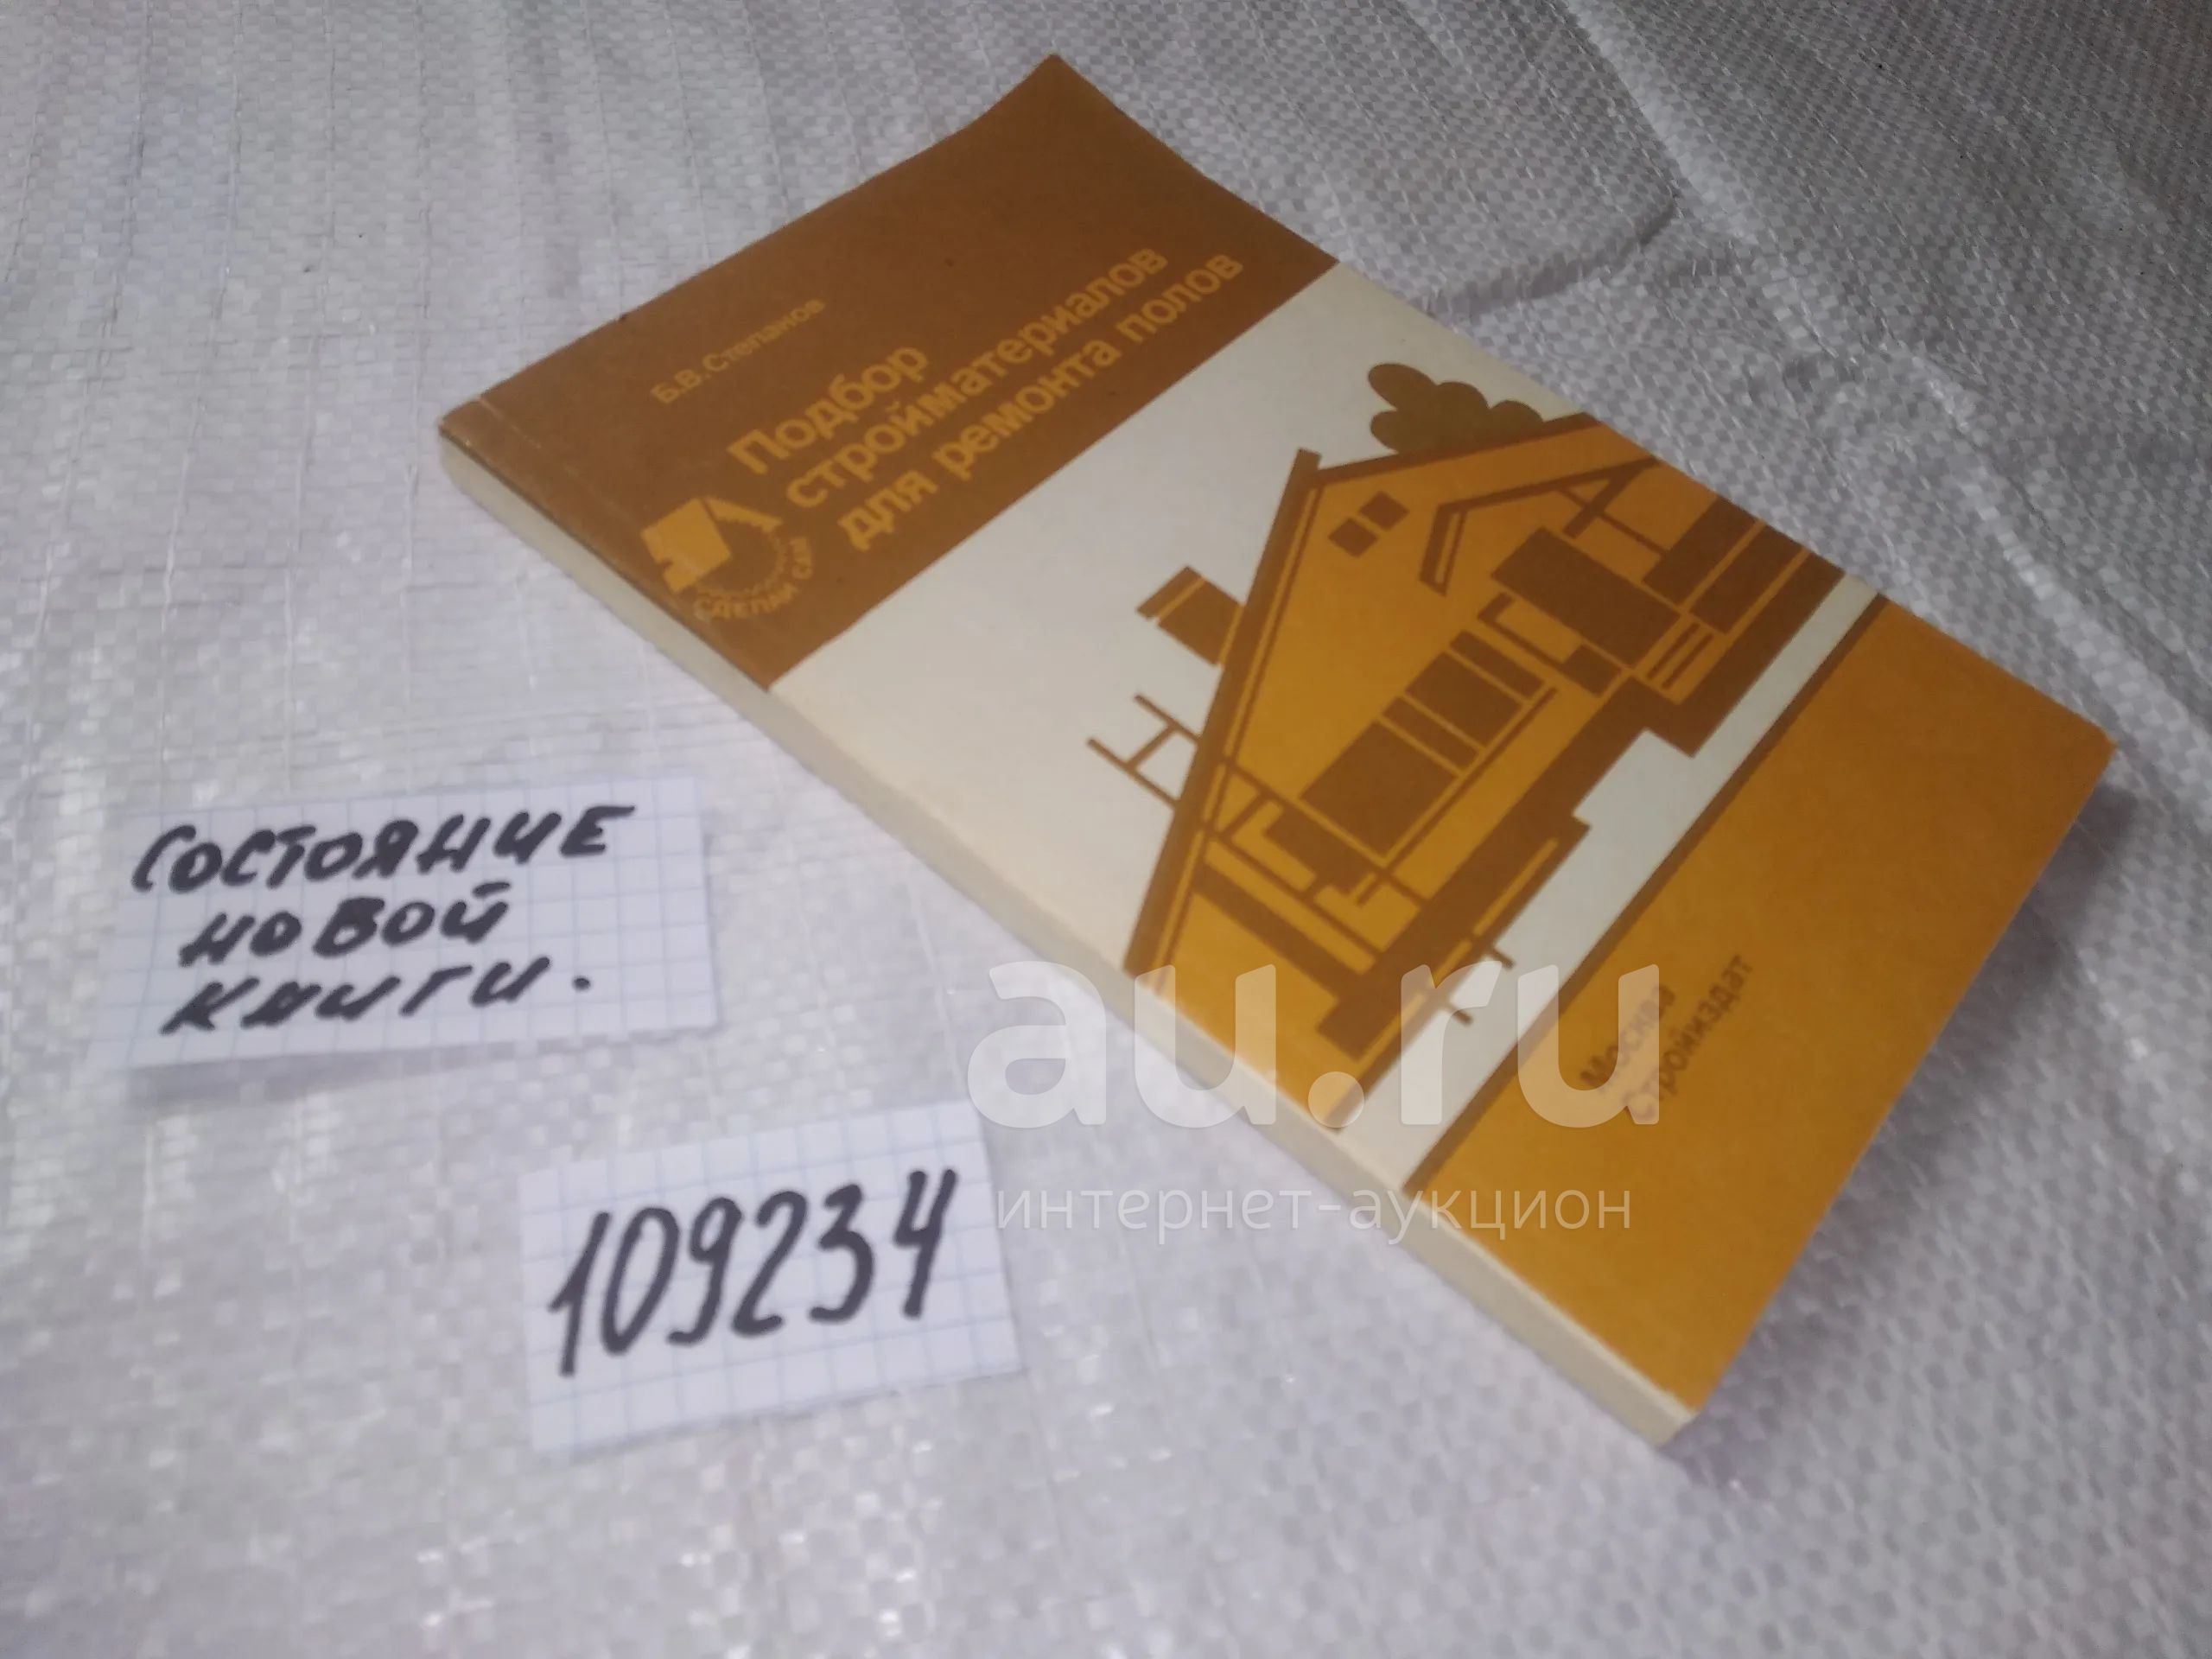 Б.В.Степанов
Подбор
стройматериалов
для ремонта полов
СДЕЛАЙ САМ
Москва
Стройиздат
СОСТОЯНИЕ
НОВОЙ
КНИГИ.
109234
au.ru
интернет-аукцион